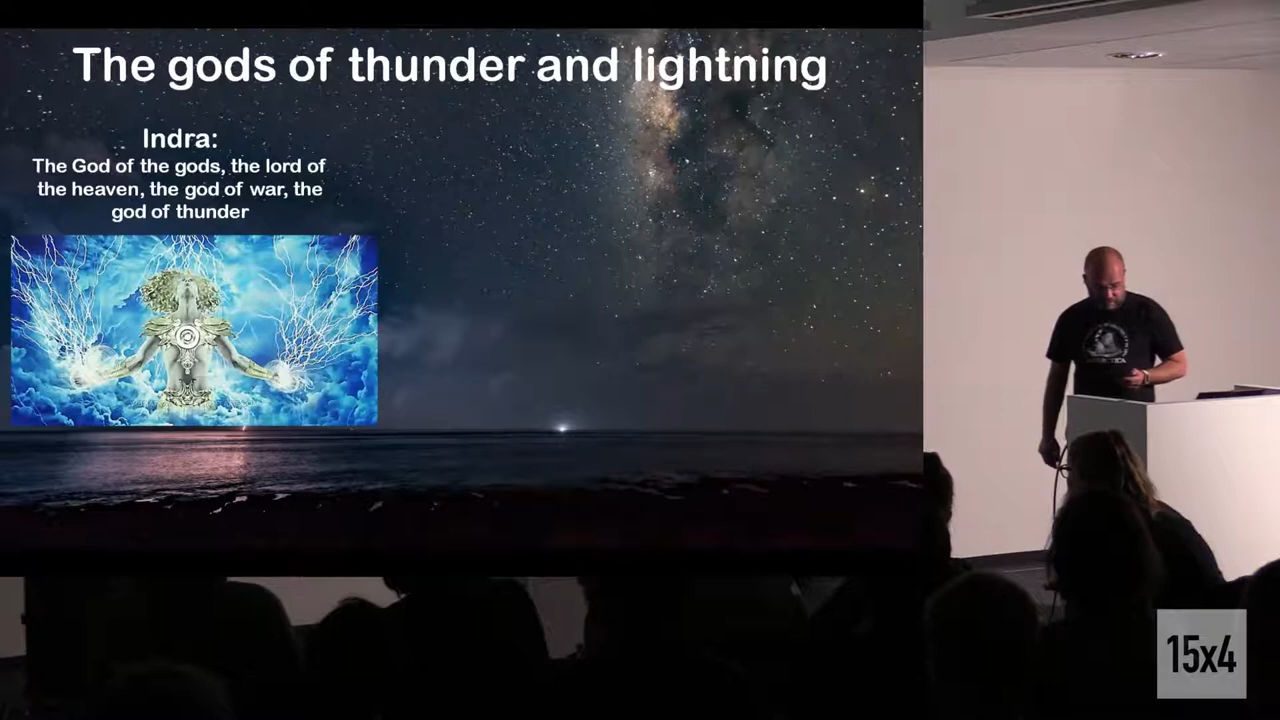 The gods of thunder and lightning
Indra:
The God of the gods, the lord of
the heaven, the god of war, the
god of thunder
15x4